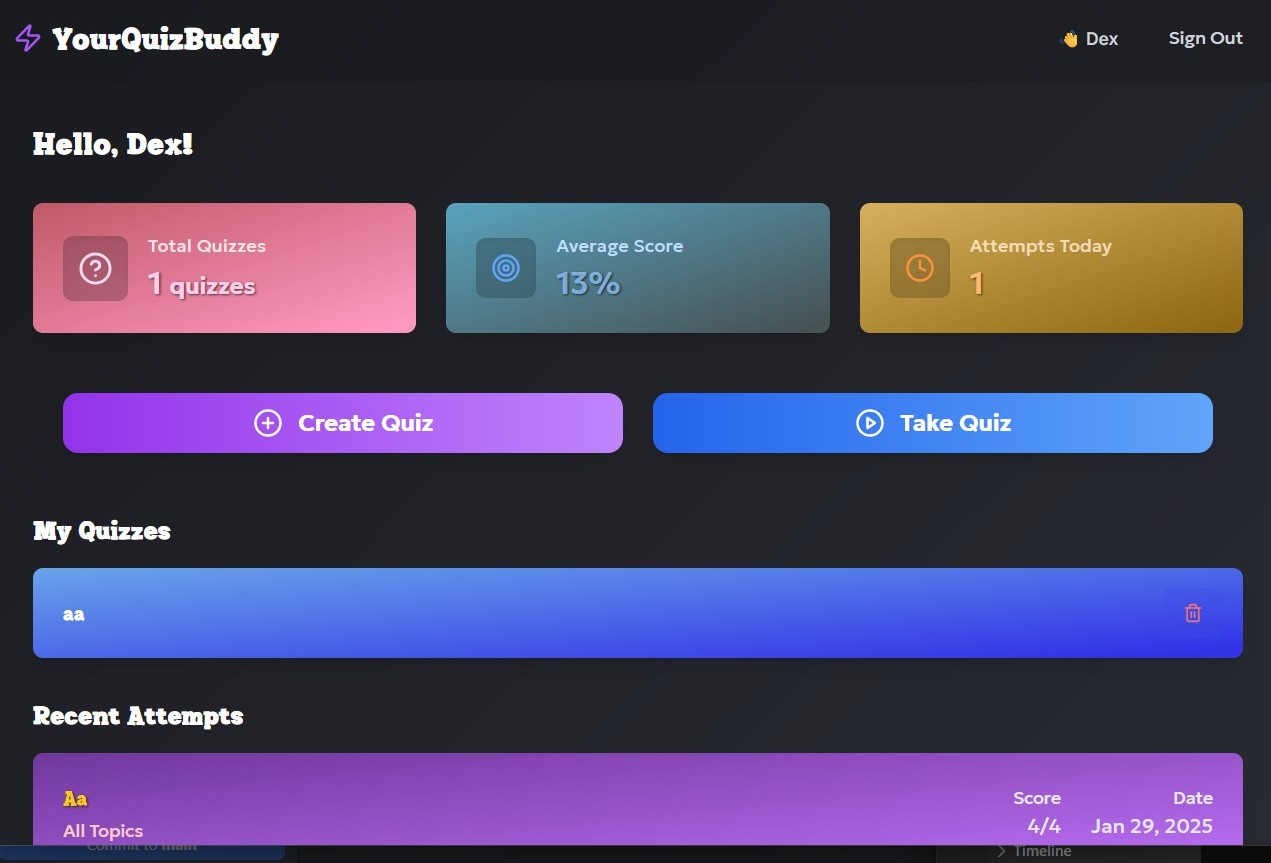 YourQuizBuddy
👋 Dex
Sign Out
Hello, Dex!
Total Quizzes
1 quizzes
Average Score
13%
Attempts Today
1
Create Quiz
Take Quiz
My Quizzes
aa
Recent Attempts
Aa
All Topics
Score
4/4
Date
Jan 29, 2025
Commit to main
Timeline